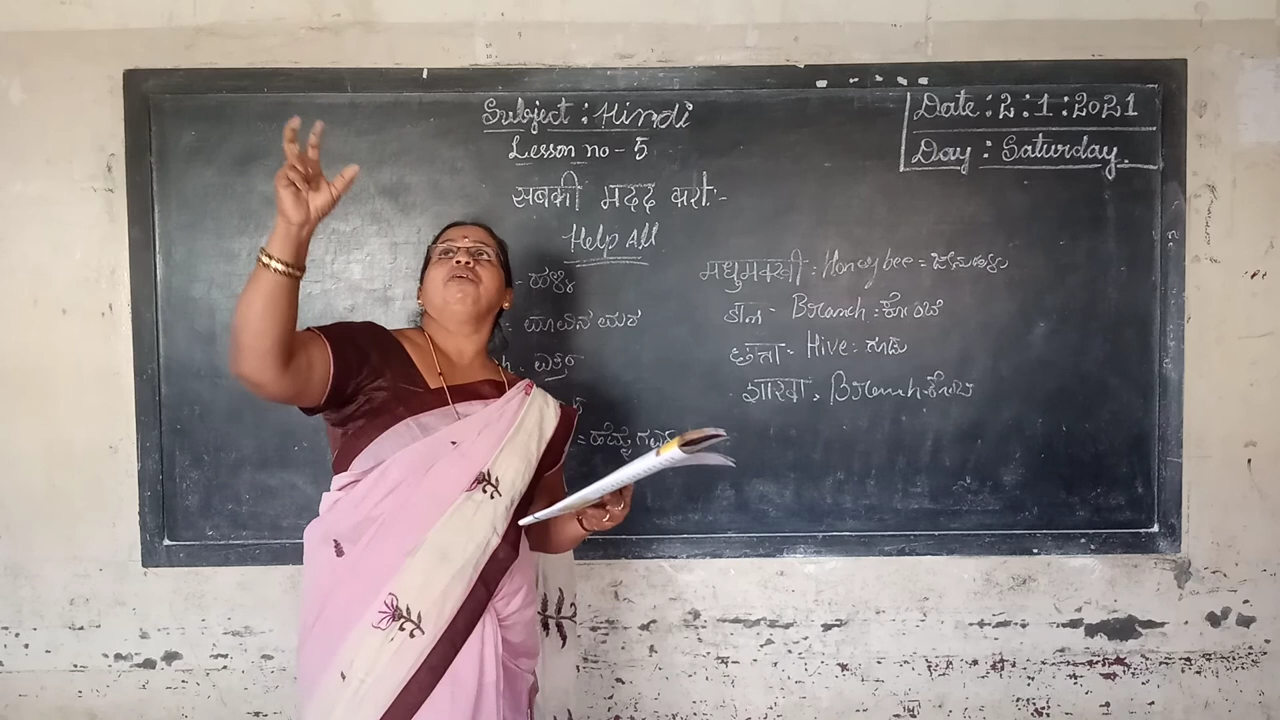 Subject : Hindi
Date : 2 : 1 : 2021
Day : Saturday.
Lesson no - 5
सबकी मदद करो -
Help All
ಹಳ್ಳಿ
मधुमक्खी : Honey bee =
= ಮಾವಿನ ಮರ
डाल - Branch : ಕೊಂಬೆ
छत्ता - Hive = ಗೂಡು
शाखा . Branch - ಕೊಂಬೆ